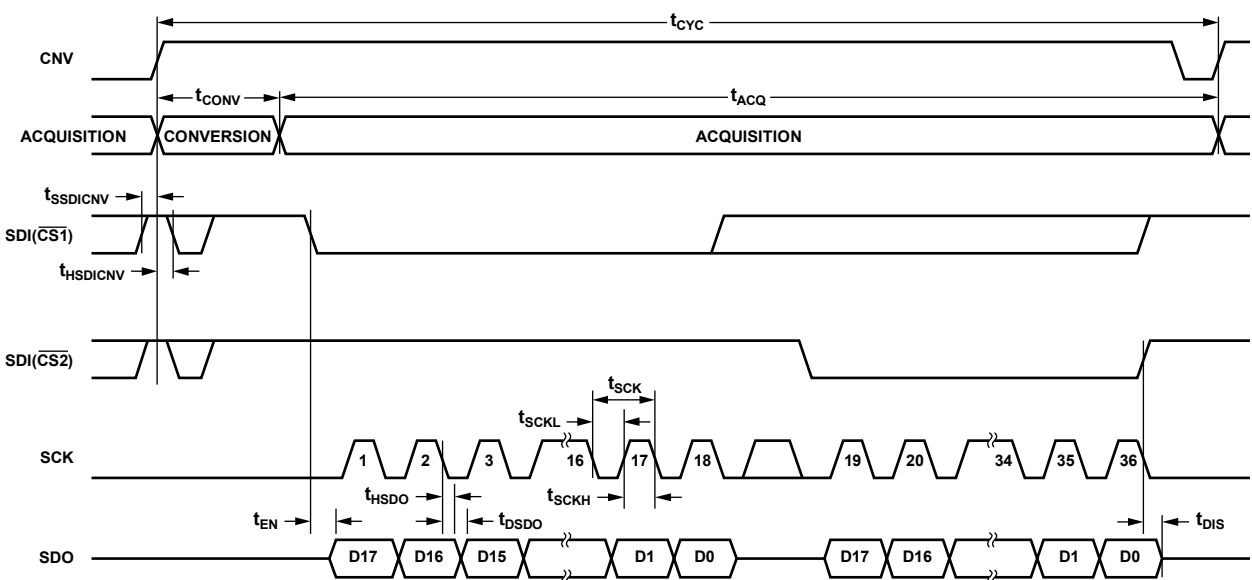 tCYC
CNV
tCONV
tACQ
ACQUISITION
CONVERSION
ACQUISITION
tSSDICNV
SDI(CS1)
tHSDICNV
SDI(CS2)
tSCK
tSCKL
SCK
1 2 3 16 17 18 19 20 34 35 36
tHSDO
tSCKH
tEN
tDSDO
tDIS
SDO
D17 D16 D15 D1 D0 D17 D16 D1 D0